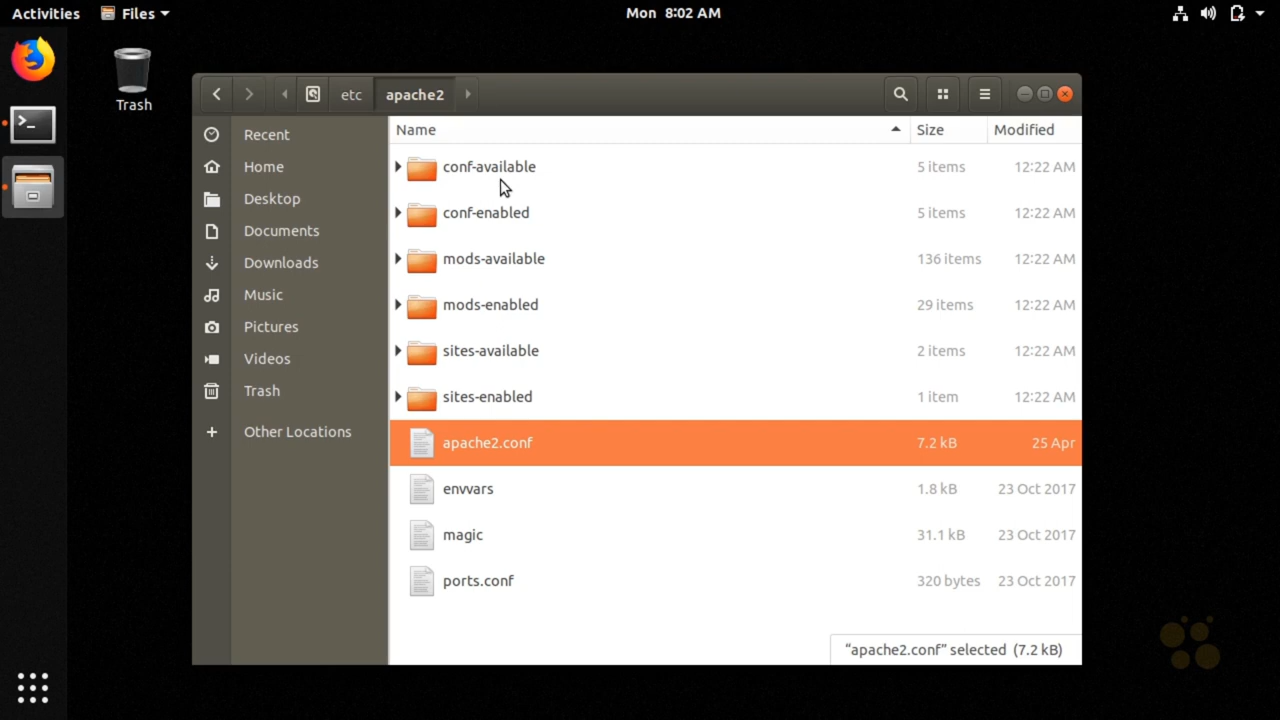 Activities Files Mon 8:02 AM
Trash
etc apache2
Name Size Modified
Recent
Home
Desktop
Documents
Downloads
Music
Pictures
Videos
Trash
Other Locations
conf-available 5 items 12:22 AM
conf-enabled 5 items 12:22 AM
mods-available 136 items 12:22 AM
mods-enabled 29 items 12:22 AM
sites-available 2 items 12:22 AM
sites-enabled 1 item 12:22 AM
apache2.conf 7.2 kB 25 Apr
envvars 1.8 kB 23 Oct 2017
magic 31.1 kB 23 Oct 2017
ports.conf 320 bytes 23 Oct 2017
“apache2.conf” selected (7.2 kB)